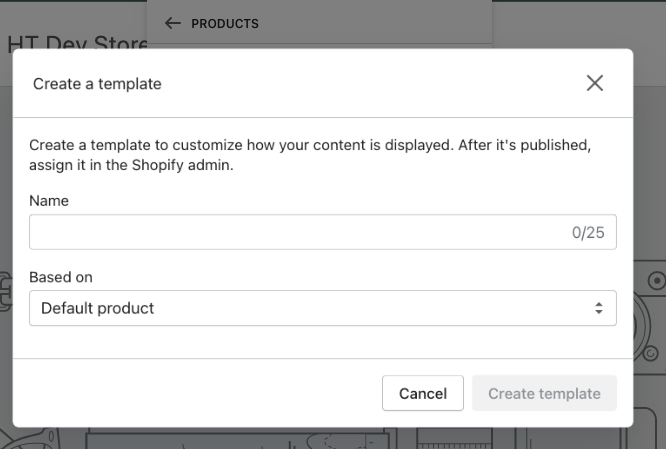 PRODUCTS
HT Dev Store
Create a template
Create a template to customize how your content is displayed. After it's published,
assign it in the Shopify admin.
Name
0/25
Based on
Default product
Cancel
Create template